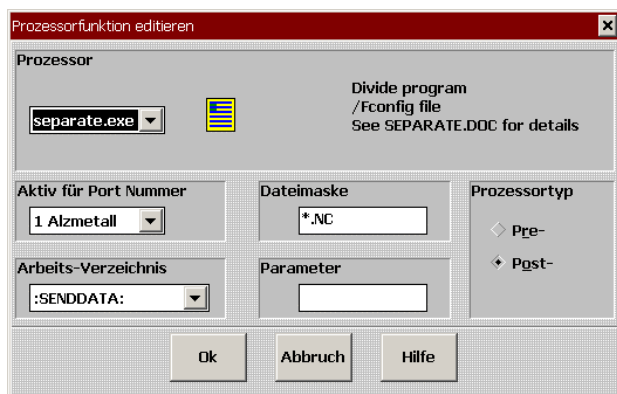 Prozessorfunktion editieren
Prozessor
separate.exe
Divide program
/Fconfig file
See SEPARATE.DOC for details
Aktiv für Port Nummer
1 Alzmetall
Dateimaske
*.NC
Prozessortyp
Pre-
Post-
Arbeits-Verzeichnis
:SENDDATA:
Parameter
Ok
Abbruch
Hilfe